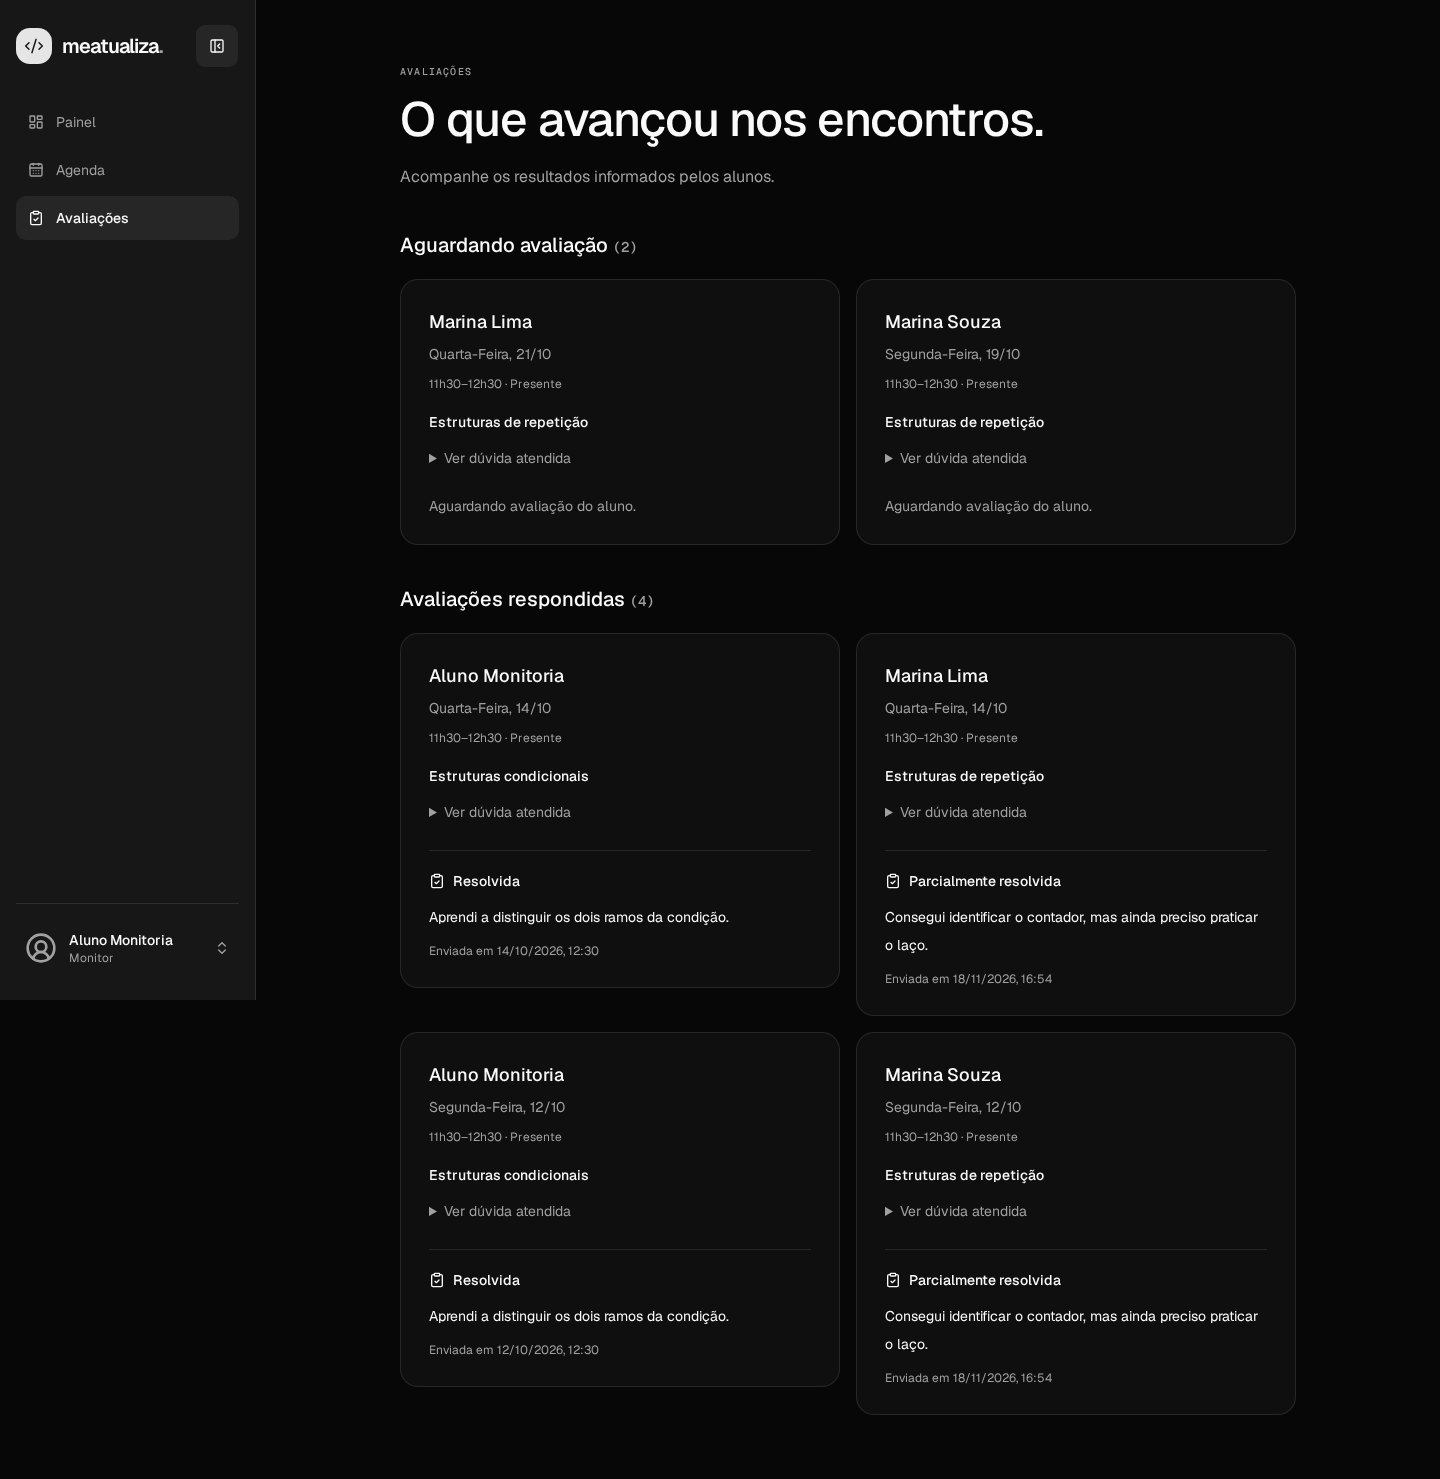 meatualiza.
Painel
Agenda
Avaliações
Aluno Monitoria
Monitor
AVALIAÇÕES
O que avançou nos encontros.
Acompanhe os resultados informados pelos alunos.
Aguardando avaliação (2)
Marina Lima
Quarta-Feira, 21/10
11h30–12h30 · Presente
Estruturas de repetição
Ver dúvida atendida
Aguardando avaliação do aluno.
Marina Souza
Segunda-Feira, 19/10
11h30–12h30 · Presente
Estruturas de repetição
Ver dúvida atendida
Aguardando avaliação do aluno.
Avaliações respondidas (4)
Aluno Monitoria
Quarta-Feira, 14/10
11h30–12h30 · Presente
Estruturas condicionais
Ver dúvida atendida
Resolvida
Aprendi a distinguir os dois ramos da condição.
Enviada em 14/10/2026, 12:30
Marina Lima
Quarta-Feira, 14/10
11h30–12h30 · Presente
Estruturas de repetição
Ver dúvida atendida
Parcialmente resolvida
Consegui identificar o contador, mas ainda preciso praticar
o laço.
Enviada em 18/11/2026, 16:54
Aluno Monitoria
Segunda-Feira, 12/10
11h30–12h30 · Presente
Estruturas condicionais
Ver dúvida atendida
Resolvida
Aprendi a distinguir os dois ramos da condição.
Enviada em 12/10/2026, 12:30
Marina Souza
Segunda-Feira, 12/10
11h30–12h30 · Presente
Estruturas de repetição
Ver dúvida atendida
Parcialmente resolvida
Consegui identificar o contador, mas ainda preciso praticar
o laço.
Enviada em 18/11/2026, 16:54